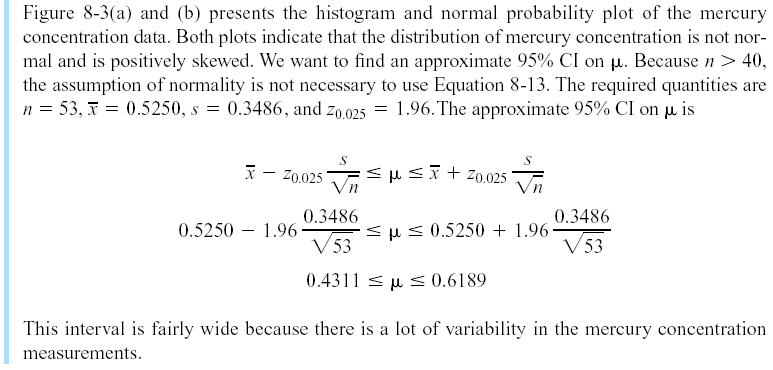 Figure 8-3(a) and (b) presents the histogram and normal probability plot of the mercury
concentration data. Both plots indicate that the distribution of mercury concentration is not nor-
mal and is positively skewed. We want to find an approximate 95% CI on μ. Because n > 40,
the assumption of normality is not necessary to use Equation 8-13. The required quantities are
n = 53, x̅ = 0.5250, s = 0.3486, and z₀.₀₂₅ = 1.96. The approximate 95% CI on μ is
x̅ − z₀.₀₂₅ s/√n ≤ μ ≤ x̅ + z₀.₀₂₅ s/√n
0.5250 − 1.96 0.3486/√53 ≤ μ ≤ 0.5250 + 1.96 0.3486/√53
0.4311 ≤ μ ≤ 0.6189
This interval is fairly wide because there is a lot of variability in the mercury concentration
measurements.